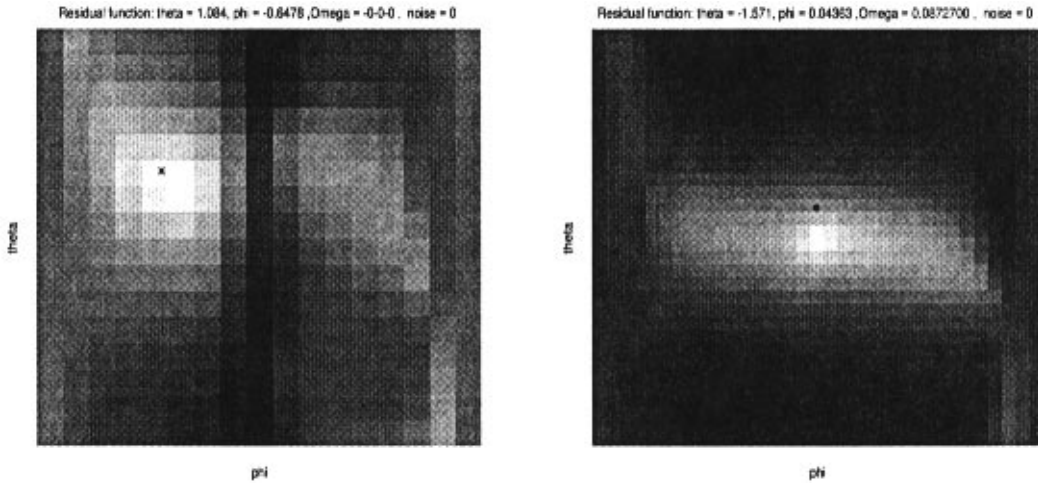 Residual function: theta = 1.084, phi = -0.6478 ,Omega = -0-0-0 , noise = 0
Residual function: theta = -1.571, phi = 0.04363 ,Omega = 0.0872700 , noise = 0
theta
theta
phi
phi